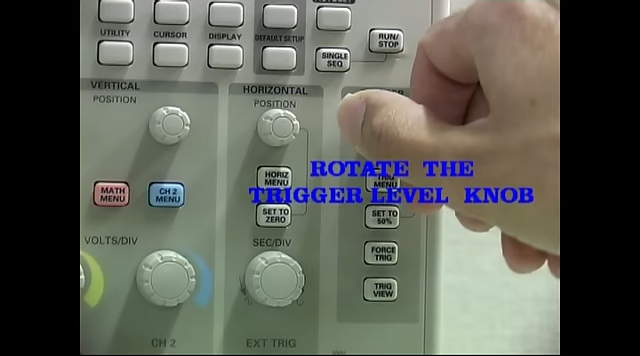 UTILITY CURSOR DISPLAY DEFAULT SETUP
RUN/
STOP
SINGLE
SEQ
VERTICAL
POSITION
HORIZONTAL
POSITION
HORIZ
MENU
SET TO
ZERO
MATH
MENU
CH 2
MENU
ROTATE THE
TRIGGER LEVEL KNOB
MENU
SET TO
50%
FORCE
TRIG
TRIG
VIEW
VOLTS/DIV
SEC/DIV
CH 2
EXT TRIG